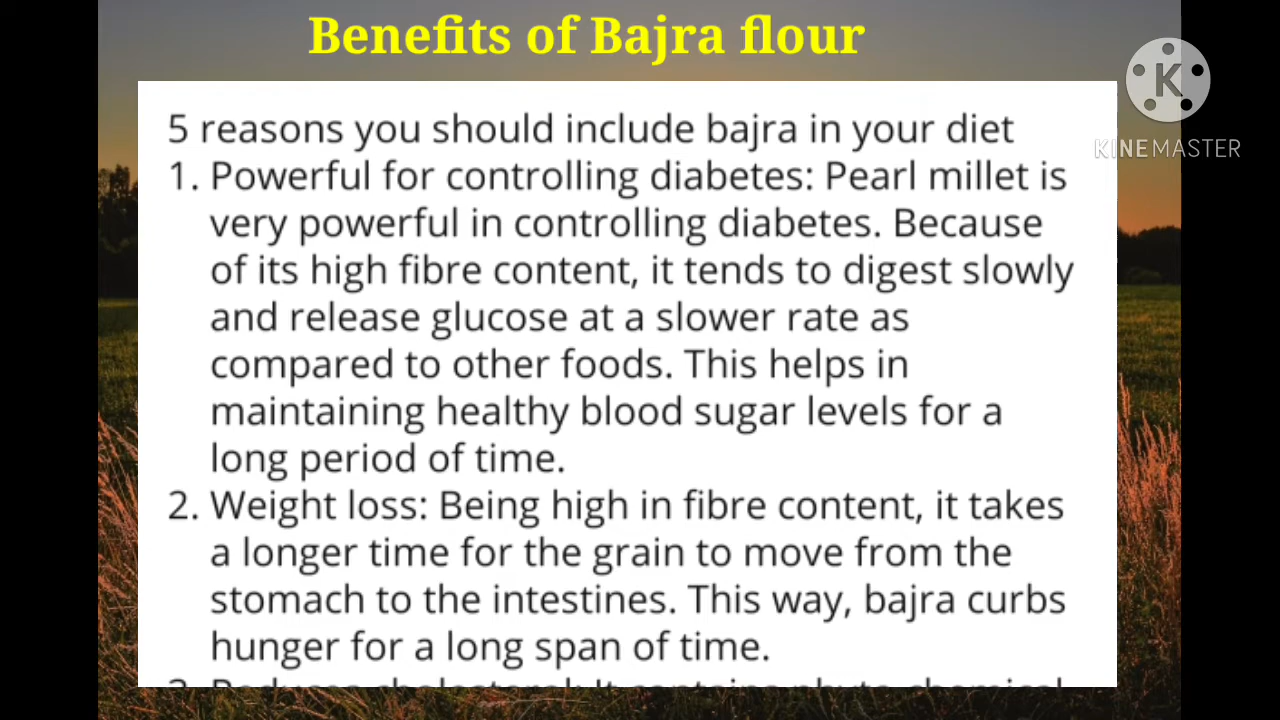 Benefits of Bajra flour
K
KINEMASTER
5 reasons you should include bajra in your diet
1. Powerful for controlling diabetes: Pearl millet is
very powerful in controlling diabetes. Because
of its high fibre content, it tends to digest slowly
and release glucose at a slower rate as
compared to other foods. This helps in
maintaining healthy blood sugar levels for a
long period of time.
2. Weight loss: Being high in fibre content, it takes
a longer time for the grain to move from the
stomach to the intestines. This way, bajra curbs
hunger for a long span of time.